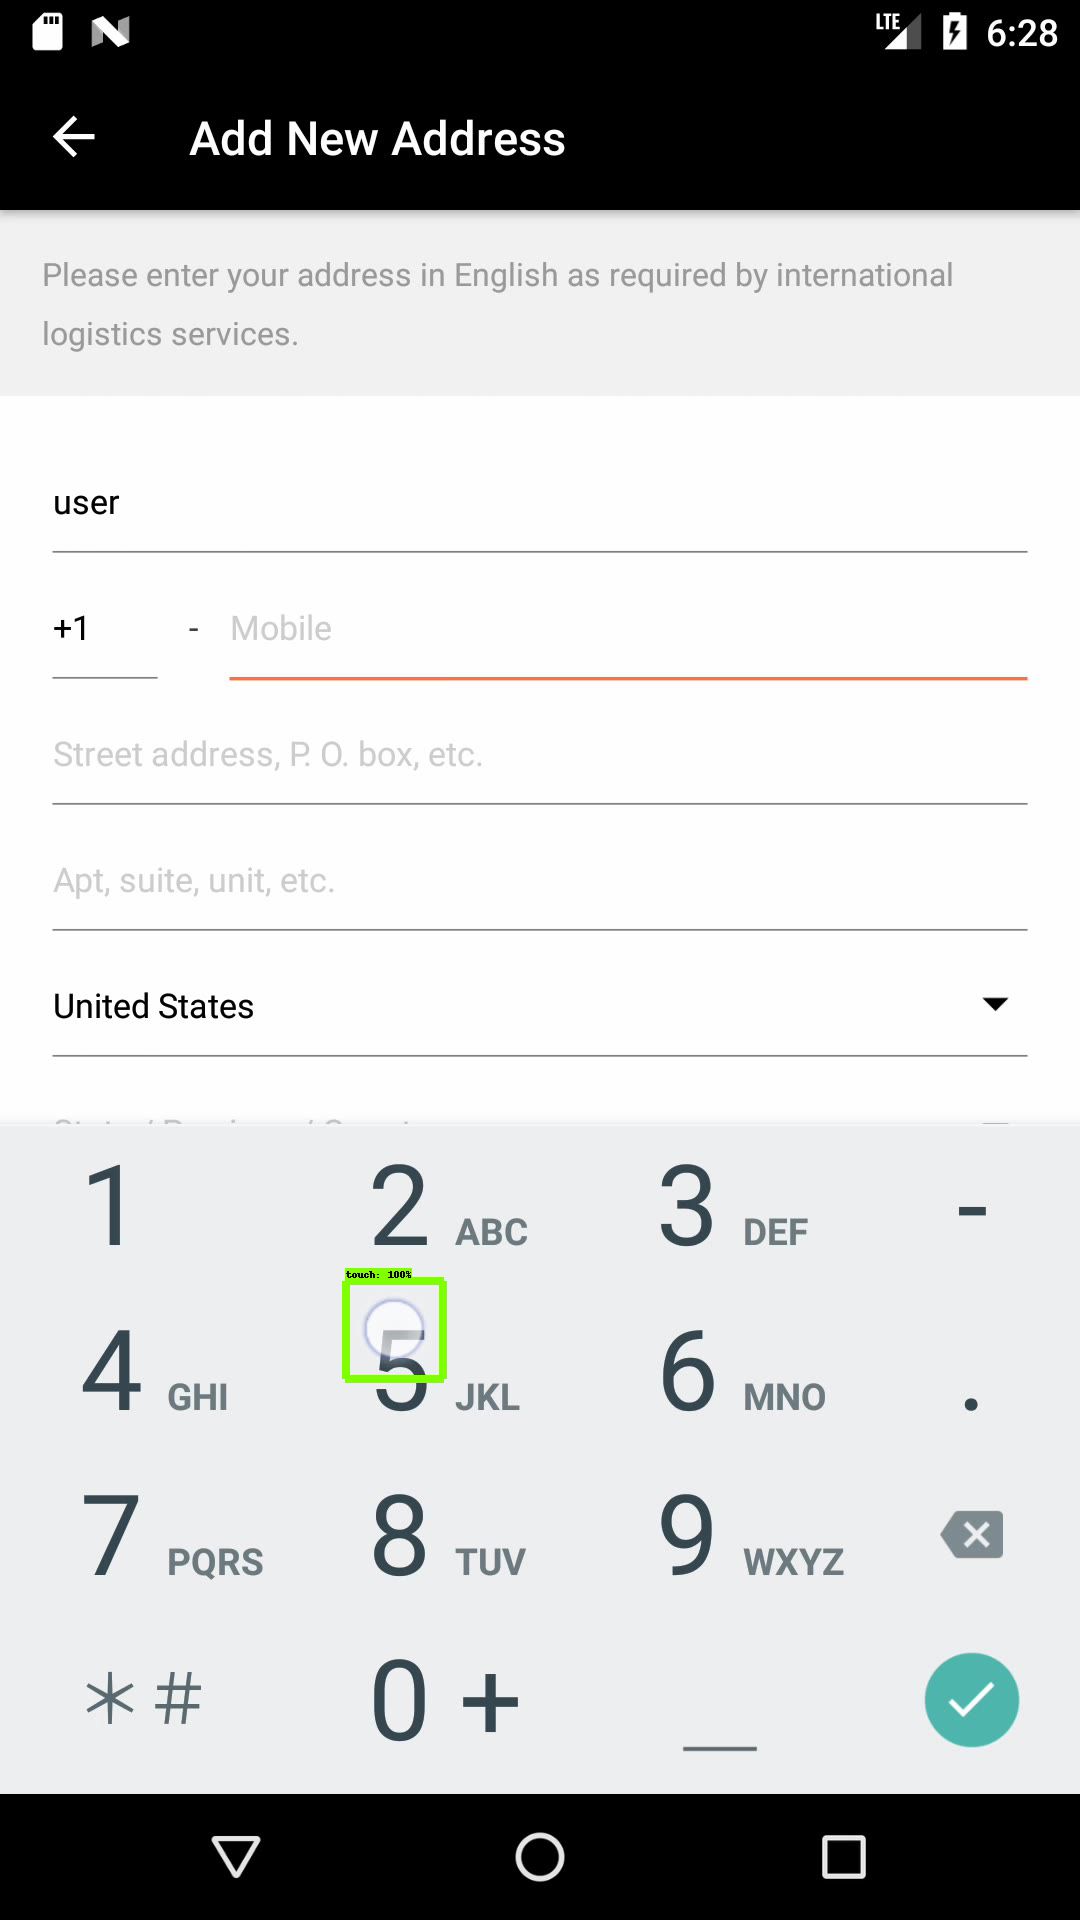 LTE 6:28
Add New Address
Please enter your address in English as required by international
logistics services.
user
+1 - Mobile
Street address, P. O. box, etc.
Apt, suite, unit, etc.
United States
1 2 ABC 3 DEF -
touch: 100%
4 GHI 5 JKL 6 MNO .
7 PQRS 8 TUV 9 WXYZ
*# 0 + _